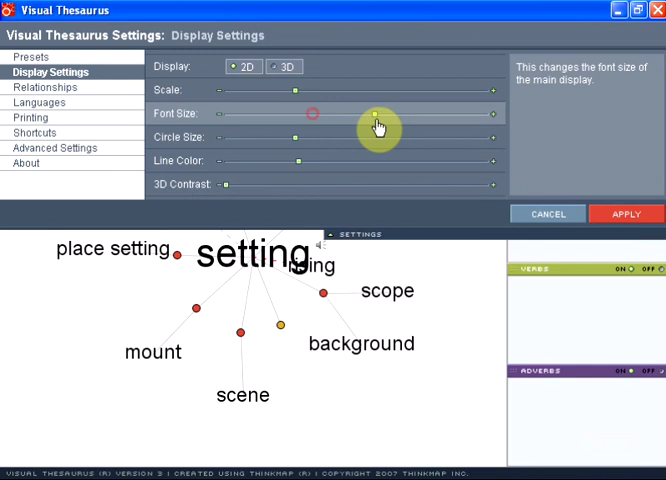 Visual Thesaurus
Visual Thesaurus Settings: Display Settings
Presets
Display Settings
Relationships
Languages
Printing
Shortcuts
Advanced Settings
About
Display: 2D 3D
Scale:
Font Size:
Circle Size:
Line Color:
3D Contrast:
This changes the font size of
the main display.
CANCEL APPLY
SETTINGS
place setting
setting
rising
scope
background
mount
scene
VERBS ON OFF
ADVERBS ON OFF
VISUAL THESAURUS (R) VERSION 3 | CREATED USING THINKMAP (R) | COPYRIGHT 2007 THINKMAP INC.